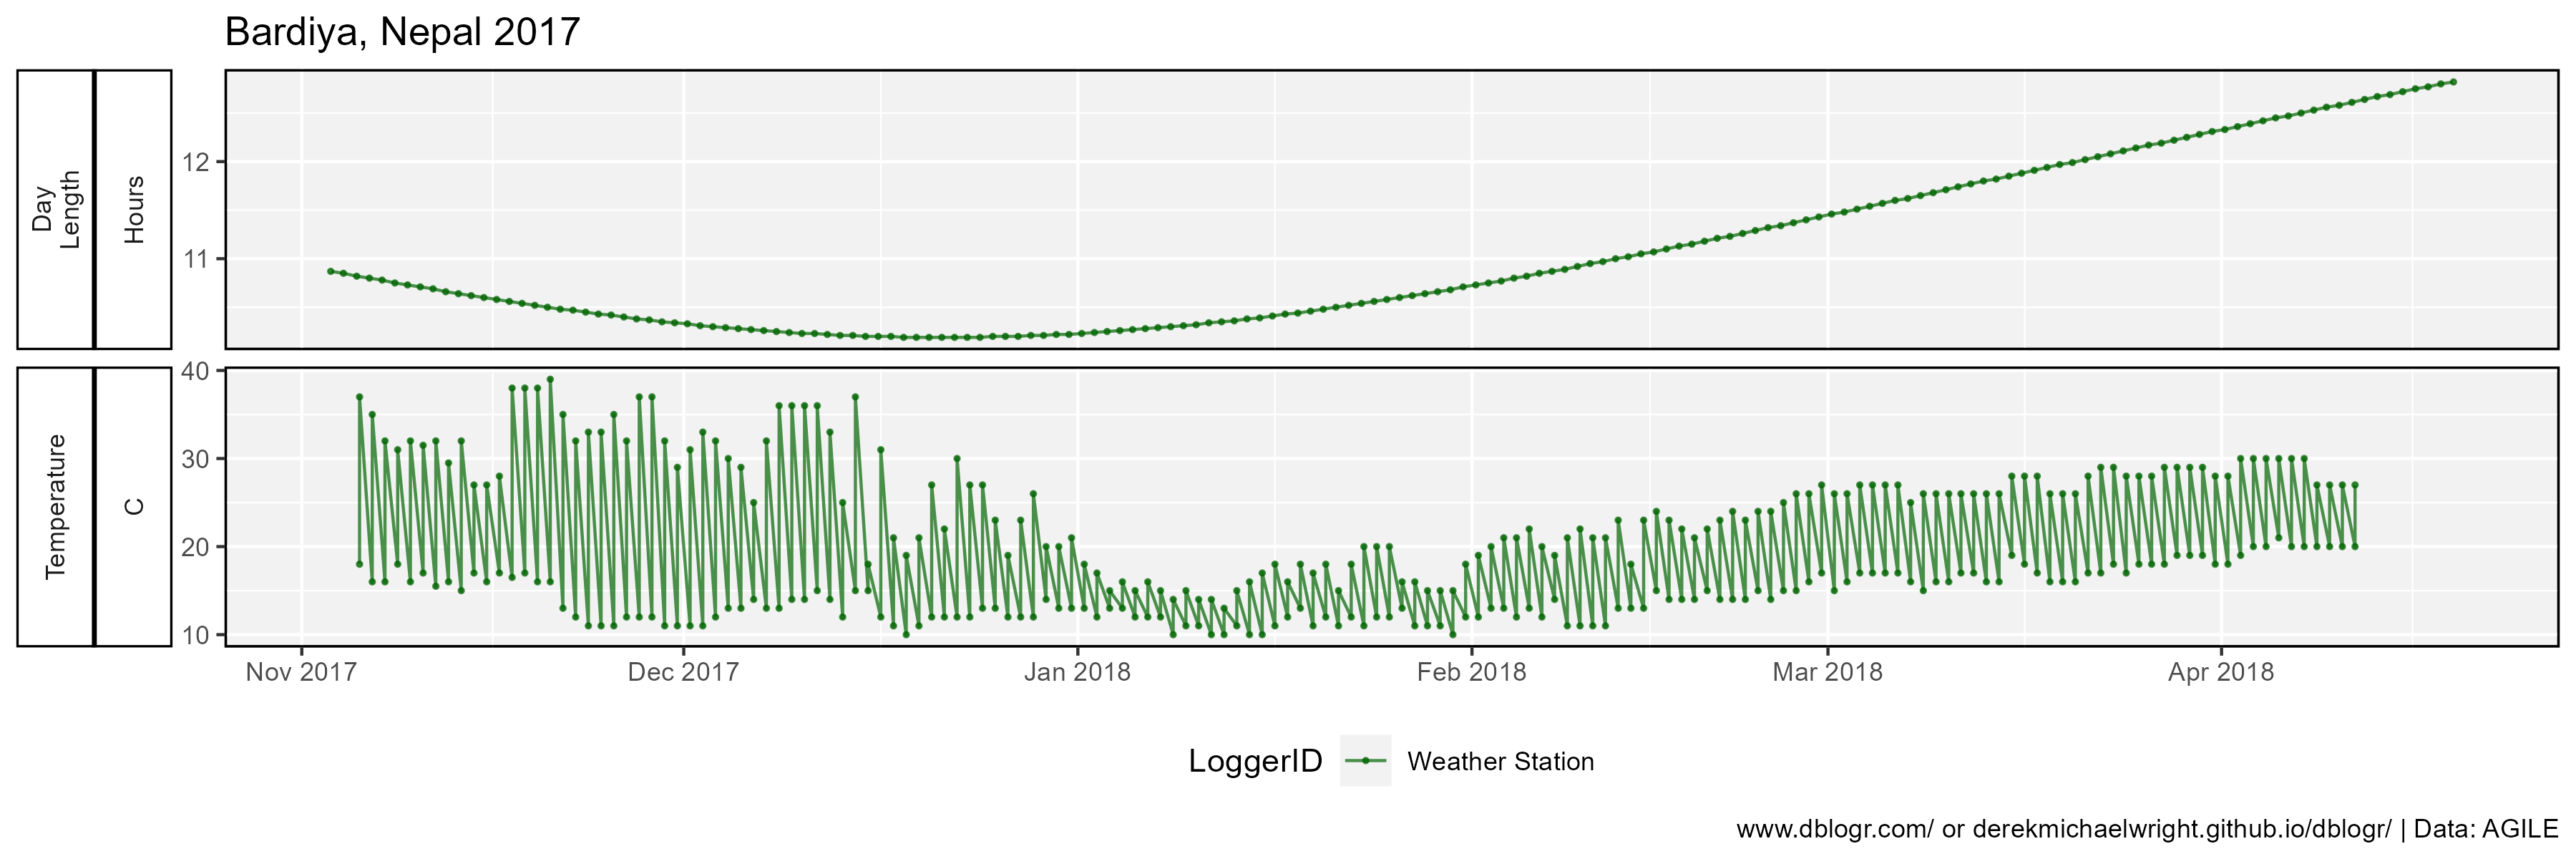 Bardiya, Nepal 2017
Day
Length
Hours
12
11
Temperature
C
40
30
20
10
Nov 2017 Dec 2017 Jan 2018 Feb 2018 Mar 2018 Apr 2018
LoggerID Weather Station
www.dblogr.com/ or derekmichaelwright.github.io/dblogr/ | Data: AGILE